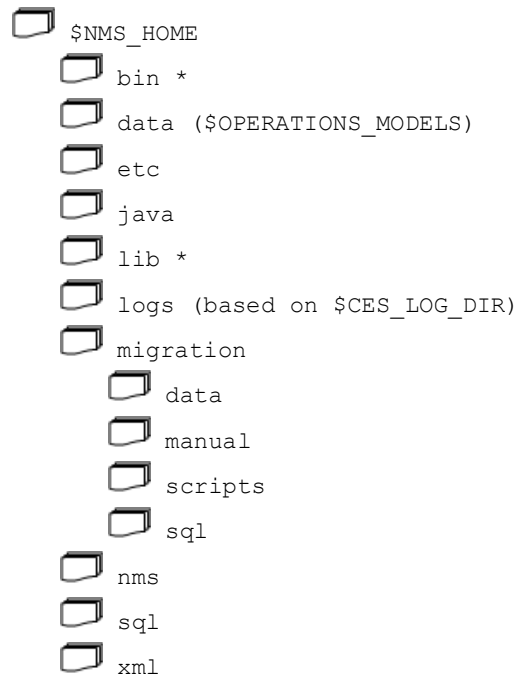 $NMS_HOME
bin *
data ($OPERATIONS_MODELS)
etc
java
lib *
logs (based on $CES_LOG_DIR)
migration
data
manual
scripts
sql
nms
sql
xml